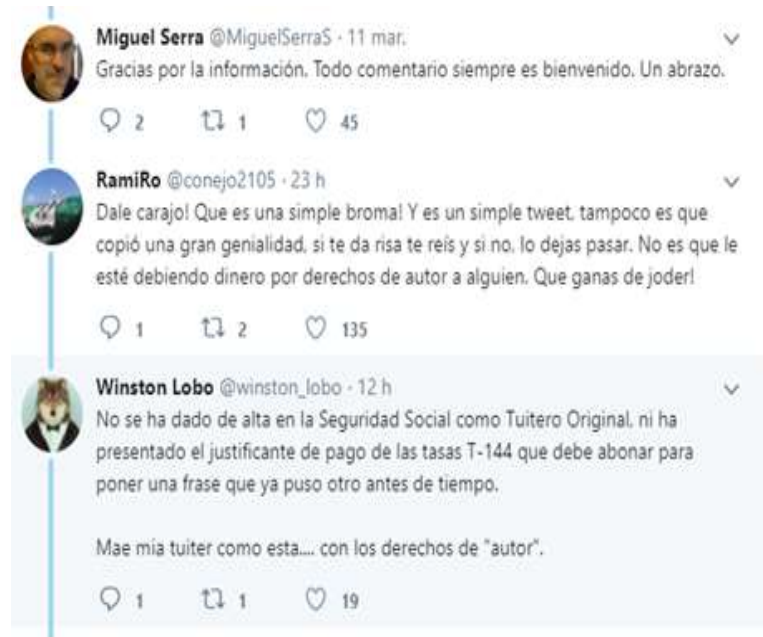 Miguel Serra @MiguelSerraS · 11 mar.
Gracias por la información. Todo comentario siempre es bienvenido. Un abrazo.
2 1 45
RamiRo @conejo2105 · 23 h
Dale carajo! Que es una simple broma! Y es un simple tweet, tampoco es que
copió una gran genialidad, si te da risa te reís y si no, lo dejas pasar. No es que le
esté debiendo dinero por derechos de autor a alguien. Que ganas de joder!
1 2 135
Winston Lobo @winston_lobo · 12 h
No se ha dado de alta en la Seguridad Social como Tuitero Original, ni ha
presentado el justificante de pago de las tasas T-144 que debe abonar para
poner una frase que ya puso otro antes de tiempo.
Mae mia tuiter como esta.... con los derechos de "autor".
1 1 19